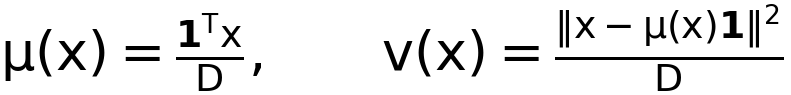 μ(x) = 𝟏ᵀx / D ,    v(x) = ‖x − μ(x)𝟏‖² / D